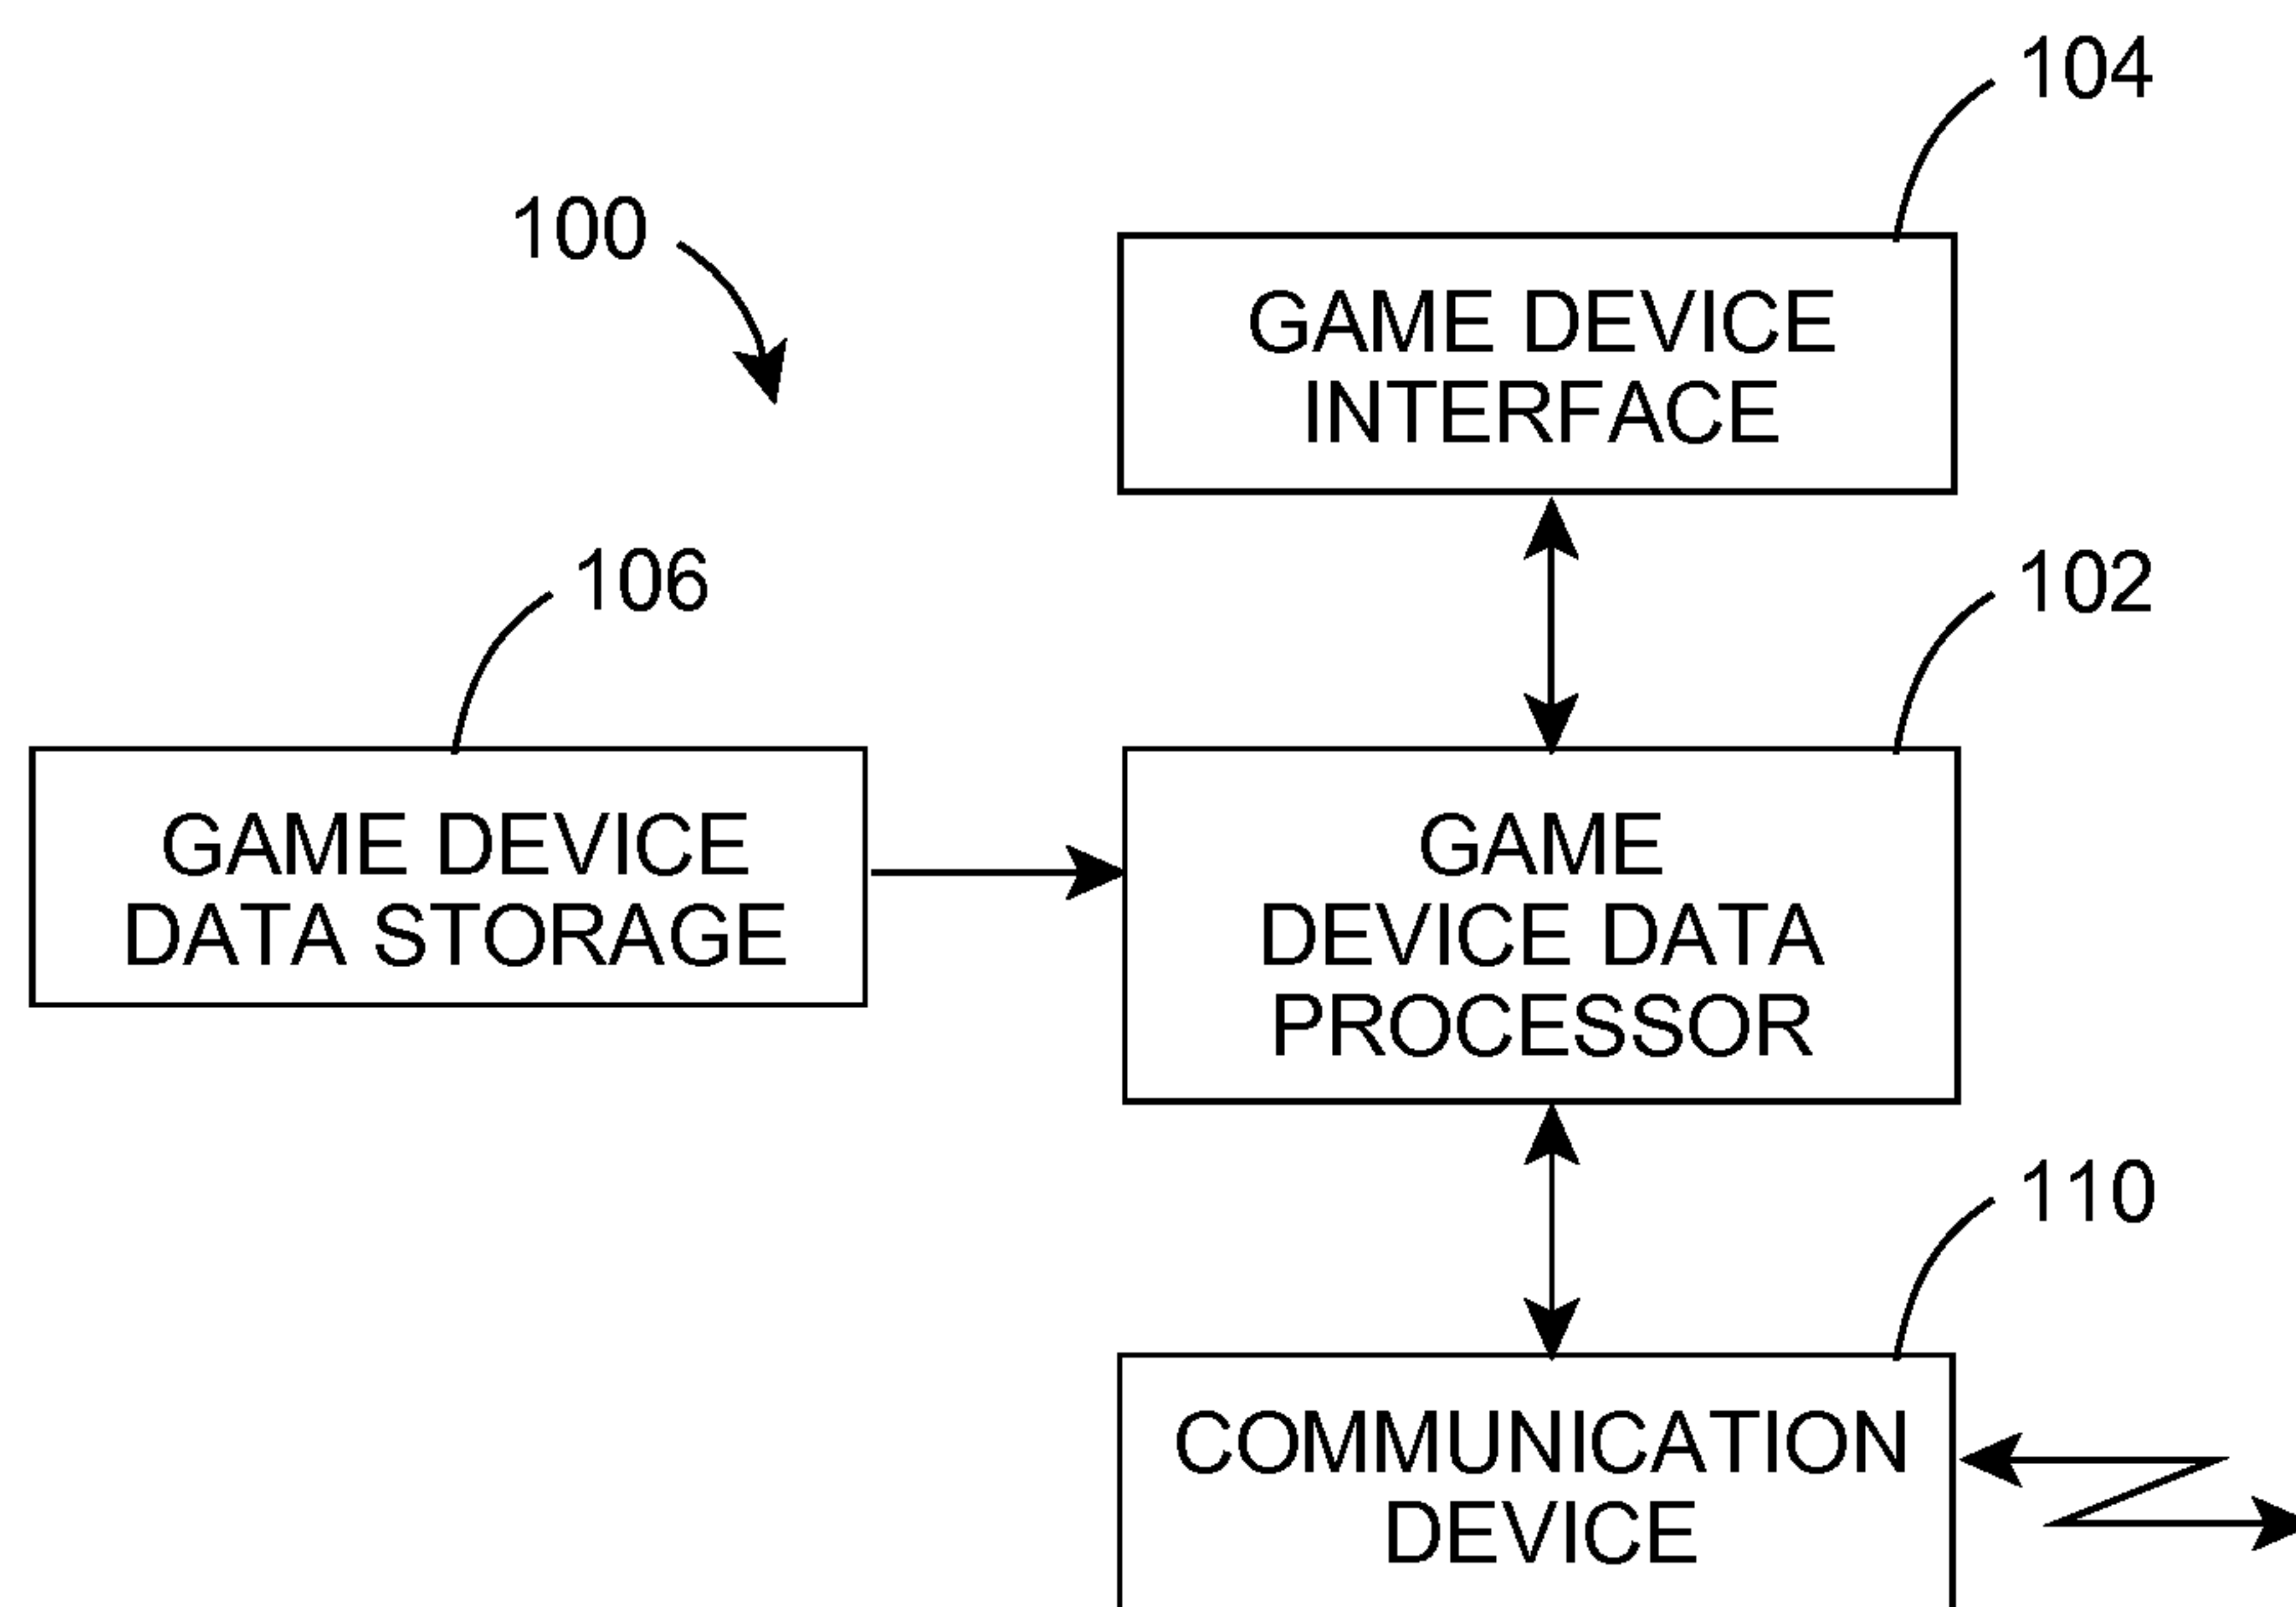 104
100
GAME DEVICE
INTERFACE
106
102
GAME DEVICE
DATA STORAGE
GAME
DEVICE DATA
PROCESSOR
110
COMMUNICATION
DEVICE